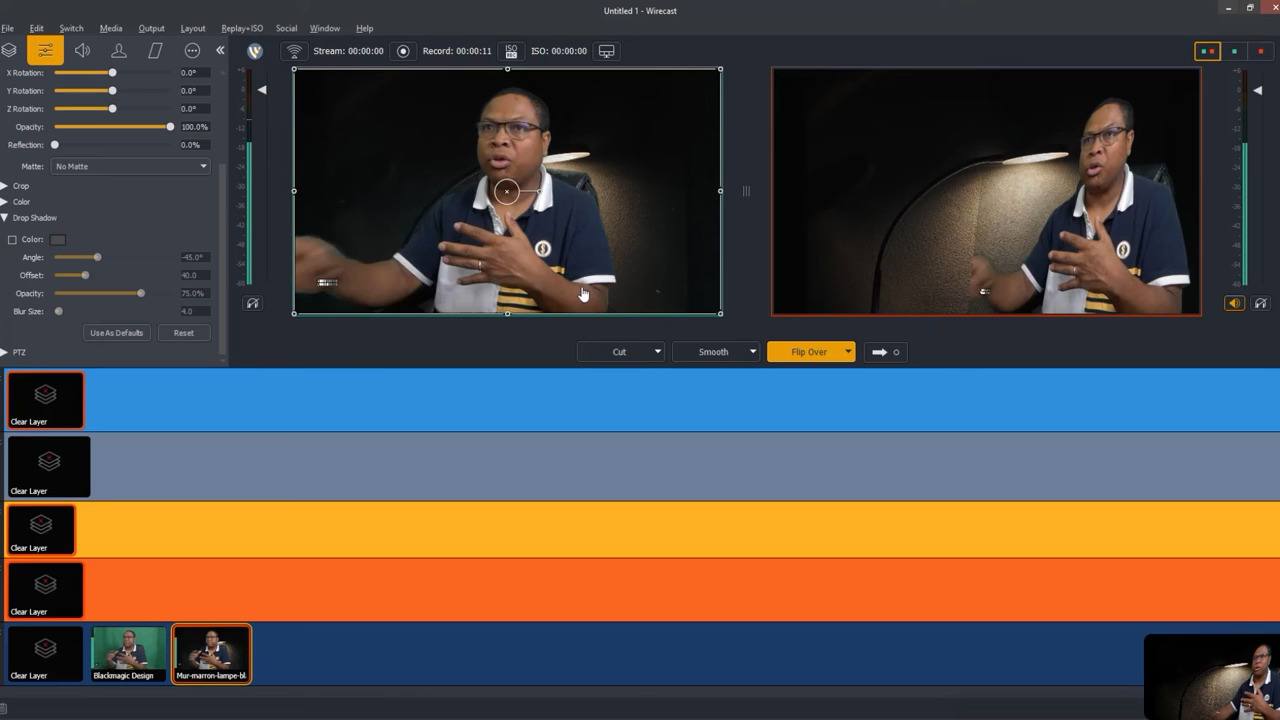 Untitled 1 - Wirecast
File Edit Switch Media Output Layout Replay+ISO Social Window Help
Stream: 00:00:00 Record: 00:00:11 ISO REC ISO: 00:00:00
X Rotation: 0.0°
Y Rotation: 0.0°
Z Rotation: 0.0°
Opacity: 100.0%
Reflection: 0.0%
Matte: No Matte
Crop
Color
Drop Shadow
Color:
Angle: -45.0°
Offset: 40.0
Opacity: 75.0%
Blur Size: 4.0
Use As Defaults Reset
PTZ
Cut Smooth Flip Over
Clear Layer
Clear Layer
Clear Layer
Clear Layer
Clear Layer Blackmagic Design Mur-marron-lampe-bl